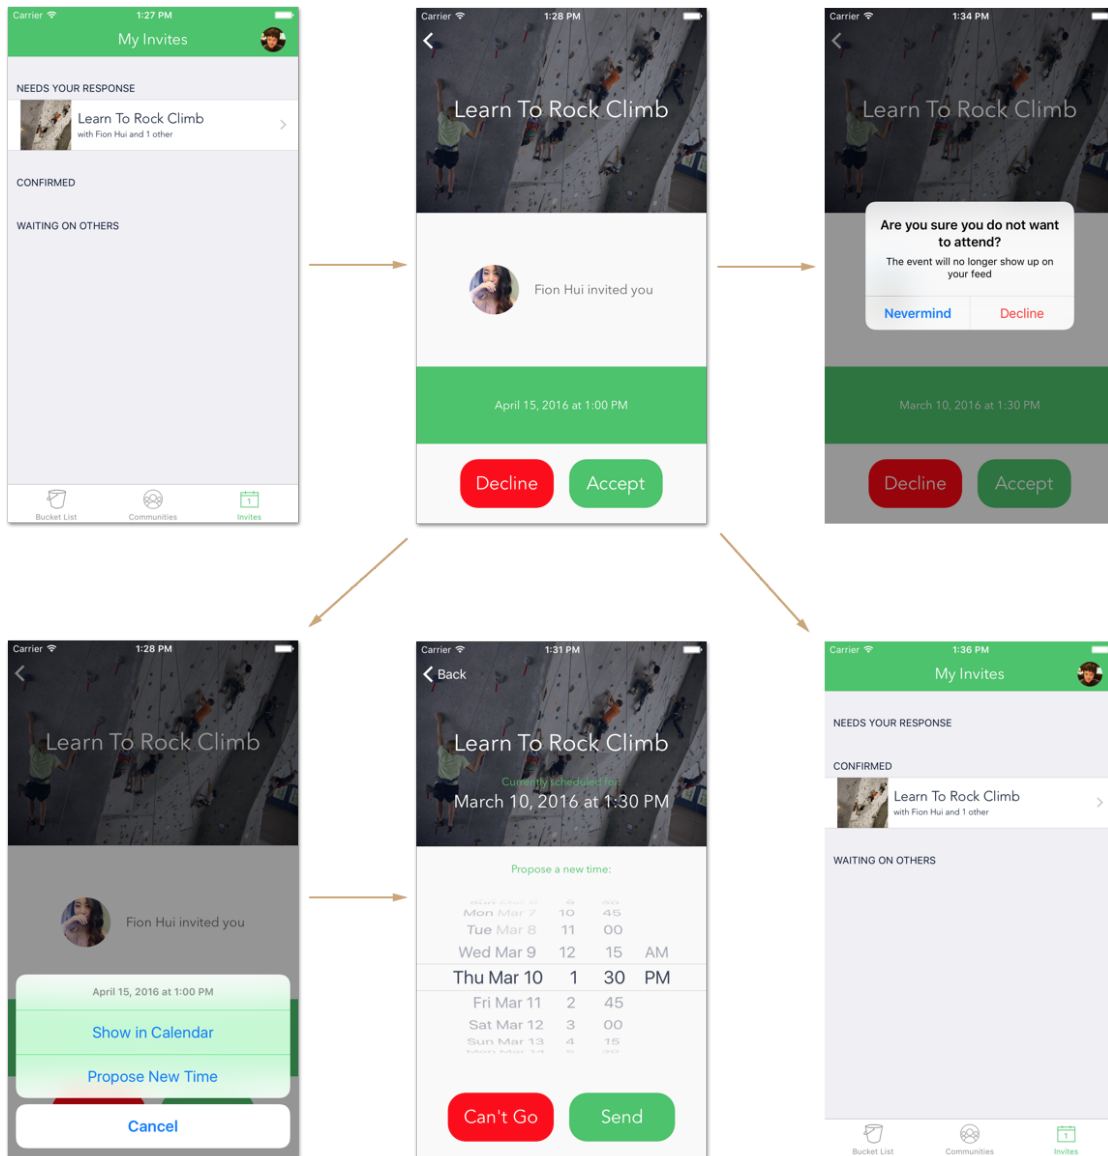 Carrier 1:27 PM
My Invites
NEEDS YOUR RESPONSE
Learn To Rock Climb
with Fion Hui and 1 other
CONFIRMED
WAITING ON OTHERS
1
Bucket List Communities Invites
Carrier 1:28 PM
Learn To Rock Climb
Fion Hui invited you
April 15, 2016 at 1:00 PM
Decline Accept
Carrier 1:34 PM
Learn To Rock Climb
Are you sure you do not want
to attend?
The event will no longer show up on
your feed
Nevermind Decline
March 10, 2016 at 1:30 PM
Decline Accept
Carrier 1:28 PM
Learn To Rock Climb
Fion Hui invited you
April 15, 2016 at 1:00 PM
Show in Calendar
Propose New Time
Cancel
Carrier 1:31 PM
Back
Learn To Rock Climb
Currently scheduled for:
March 10, 2016 at 1:30 PM
Propose a new time:
Mon Mar 7 10 45
Tue Mar 8 11 00
Wed Mar 9 12 15 AM
Thu Mar 10 1 30 PM
Fri Mar 11 2 45
Sat Mar 12 3 00
Sun Mar 13 4 15
Can't Go Send
Carrier 1:36 PM
My Invites
NEEDS YOUR RESPONSE
CONFIRMED
Learn To Rock Climb
with Fion Hui and 1 other
WAITING ON OTHERS
1
Bucket List Communities Invites